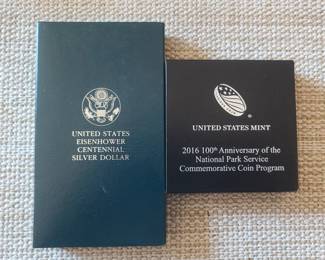 UNITED STATES
EISENHOWER
CENTENNIAL
SILVER DOLLAR
UNITED STATES MINT
2016 100th Anniversary of the
National Park Service
Commemorative Coin Program